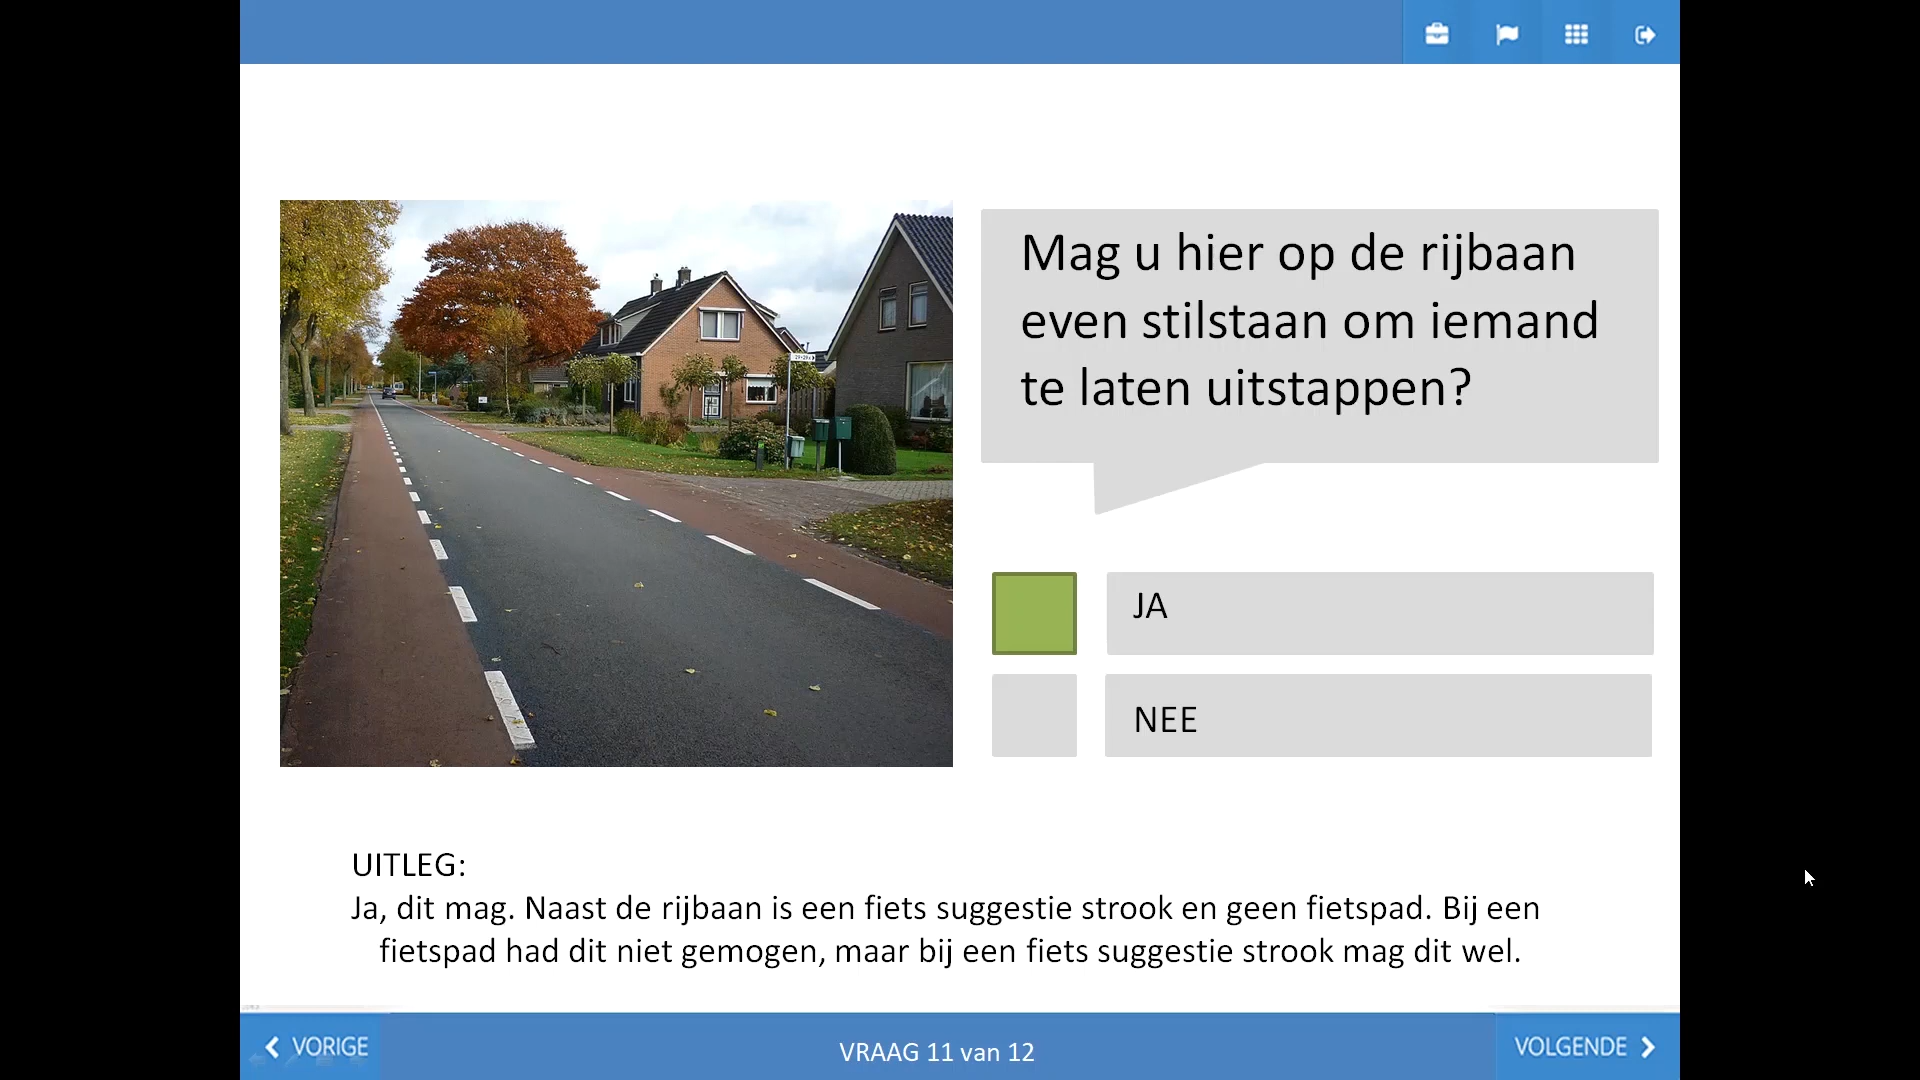 Mag u hier op de rijbaan
even stilstaan om iemand
te laten uitstappen?
JA
NEE
UITLEG:
Ja, dit mag. Naast de rijbaan is een fiets suggestie strook en geen fietspad. Bij een
fietspad had dit niet gemogen, maar bij een fiets suggestie strook mag dit wel.
VORIGE
VRAAG 11 van 12
VOLGENDE